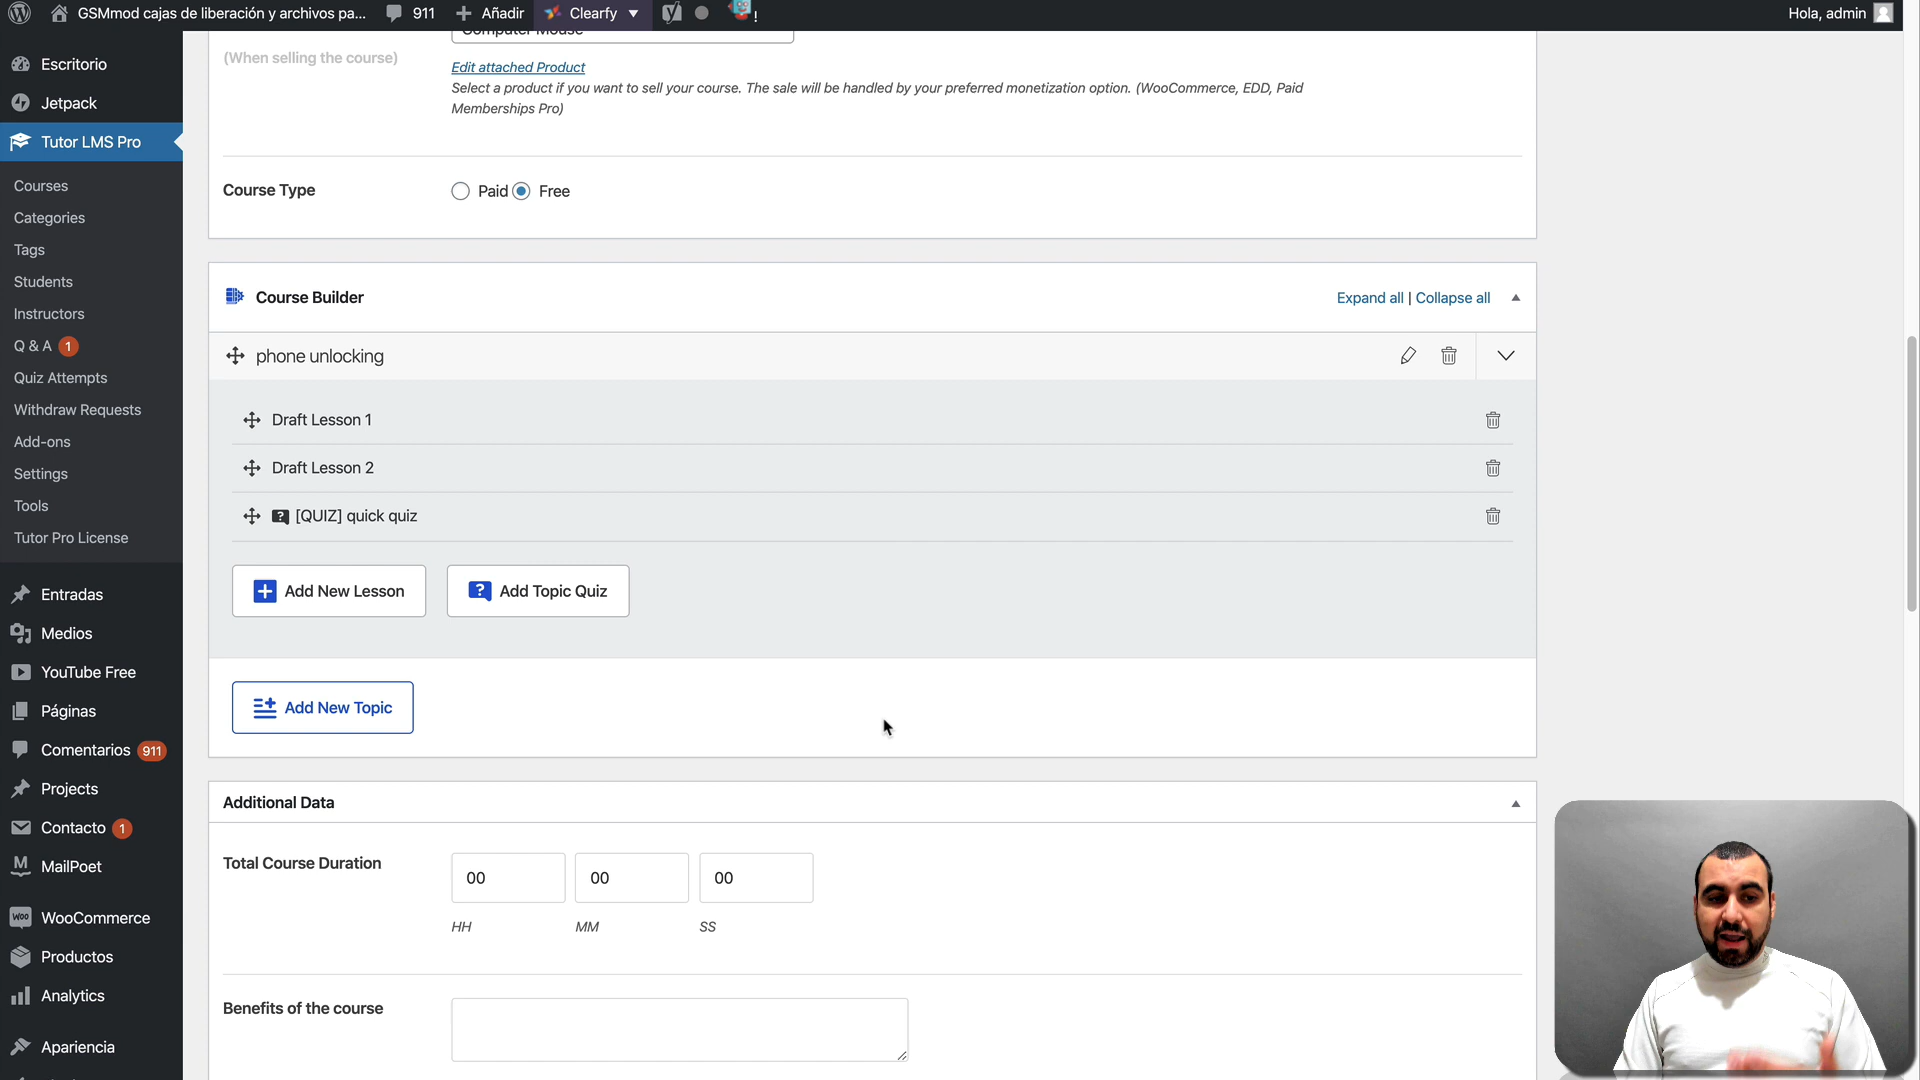 GSMmod cajas de liberación y archivos pa... 911 Añadir Clearfy ! Hola, admin
Escritorio
Jetpack
Tutor LMS Pro
Courses
Categories
Tags
Students
Instructors
Q & A 1
Quiz Attempts
Withdraw Requests
Add-ons
Settings
Tools
Tutor Pro License
Entradas
Medios
YouTube Free
Páginas
Comentarios 911
Projects
Contacto 1
MailPoet
WooCommerce
Productos
Analytics
Apariencia
Computer Mouse
(When selling the course)
Edit attached Product
Select a product if you want to sell your course. The sale will be handled by your preferred monetization option. (WooCommerce, EDD, Paid
Memberships Pro)
Course Type Paid Free
Course Builder Expand all | Collapse all
phone unlocking
Draft Lesson 1
Draft Lesson 2
[QUIZ] quick quiz
Add New Lesson Add Topic Quiz
Add New Topic
Additional Data
Total Course Duration 00 00 00
HH MM SS
Benefits of the course